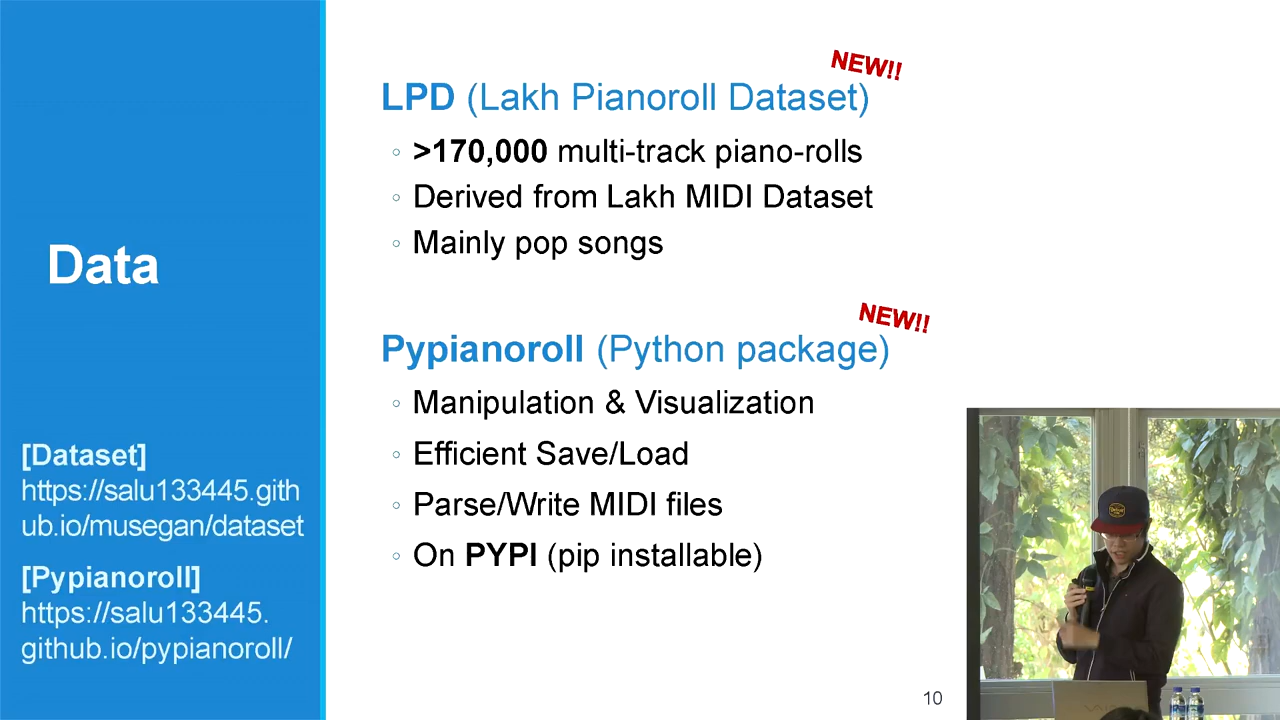 Data
[Dataset]
https://salu133445.gith
ub.io/musegan/dataset
[Pypianoroll]
https://salu133445.
github.io/pypianoroll/
NEW!!
LPD (Lakh Pianoroll Dataset)
>170,000 multi-track piano-rolls
Derived from Lakh MIDI Dataset
Mainly pop songs
NEW!!
Pypianoroll (Python package)
Manipulation & Visualization
Efficient Save/Load
Parse/Write MIDI files
On PYPI (pip installable)
10